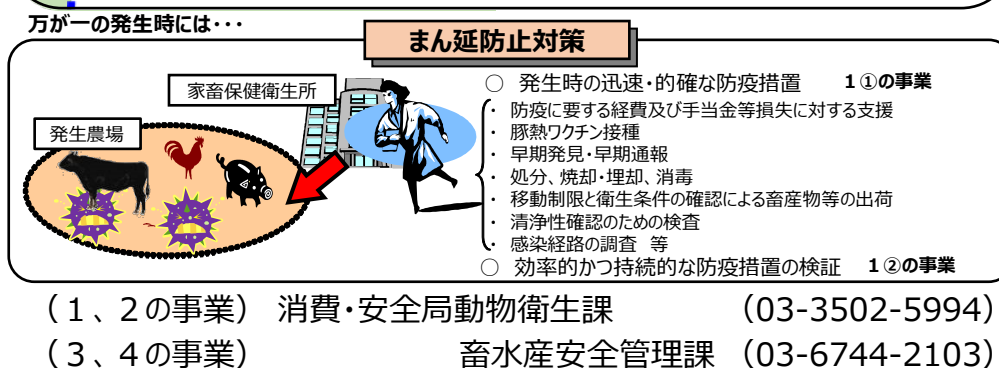 万が一の発生時には・・・
まん延防止対策
家畜保健衛生所
発生農場
○ 発生時の迅速・的確な防疫措置 1①の事業
・ 防疫に要する経費及び手当金等損失に対する支援
・ 豚熱ワクチン接種
・ 早期発見・早期通報
・ 処分、焼却・埋却、消毒
・ 移動制限と衛生条件の確認による畜産物等の出荷
・ 清浄性確認のための検査
・ 感染経路の調査 等
○ 効率的かつ持続的な防疫措置の検証 1②の事業
（１、２の事業） 消費・安全局動物衛生課 （03-3502-5994）
（３、４の事業） 畜水産安全管理課 （03-6744-2103）